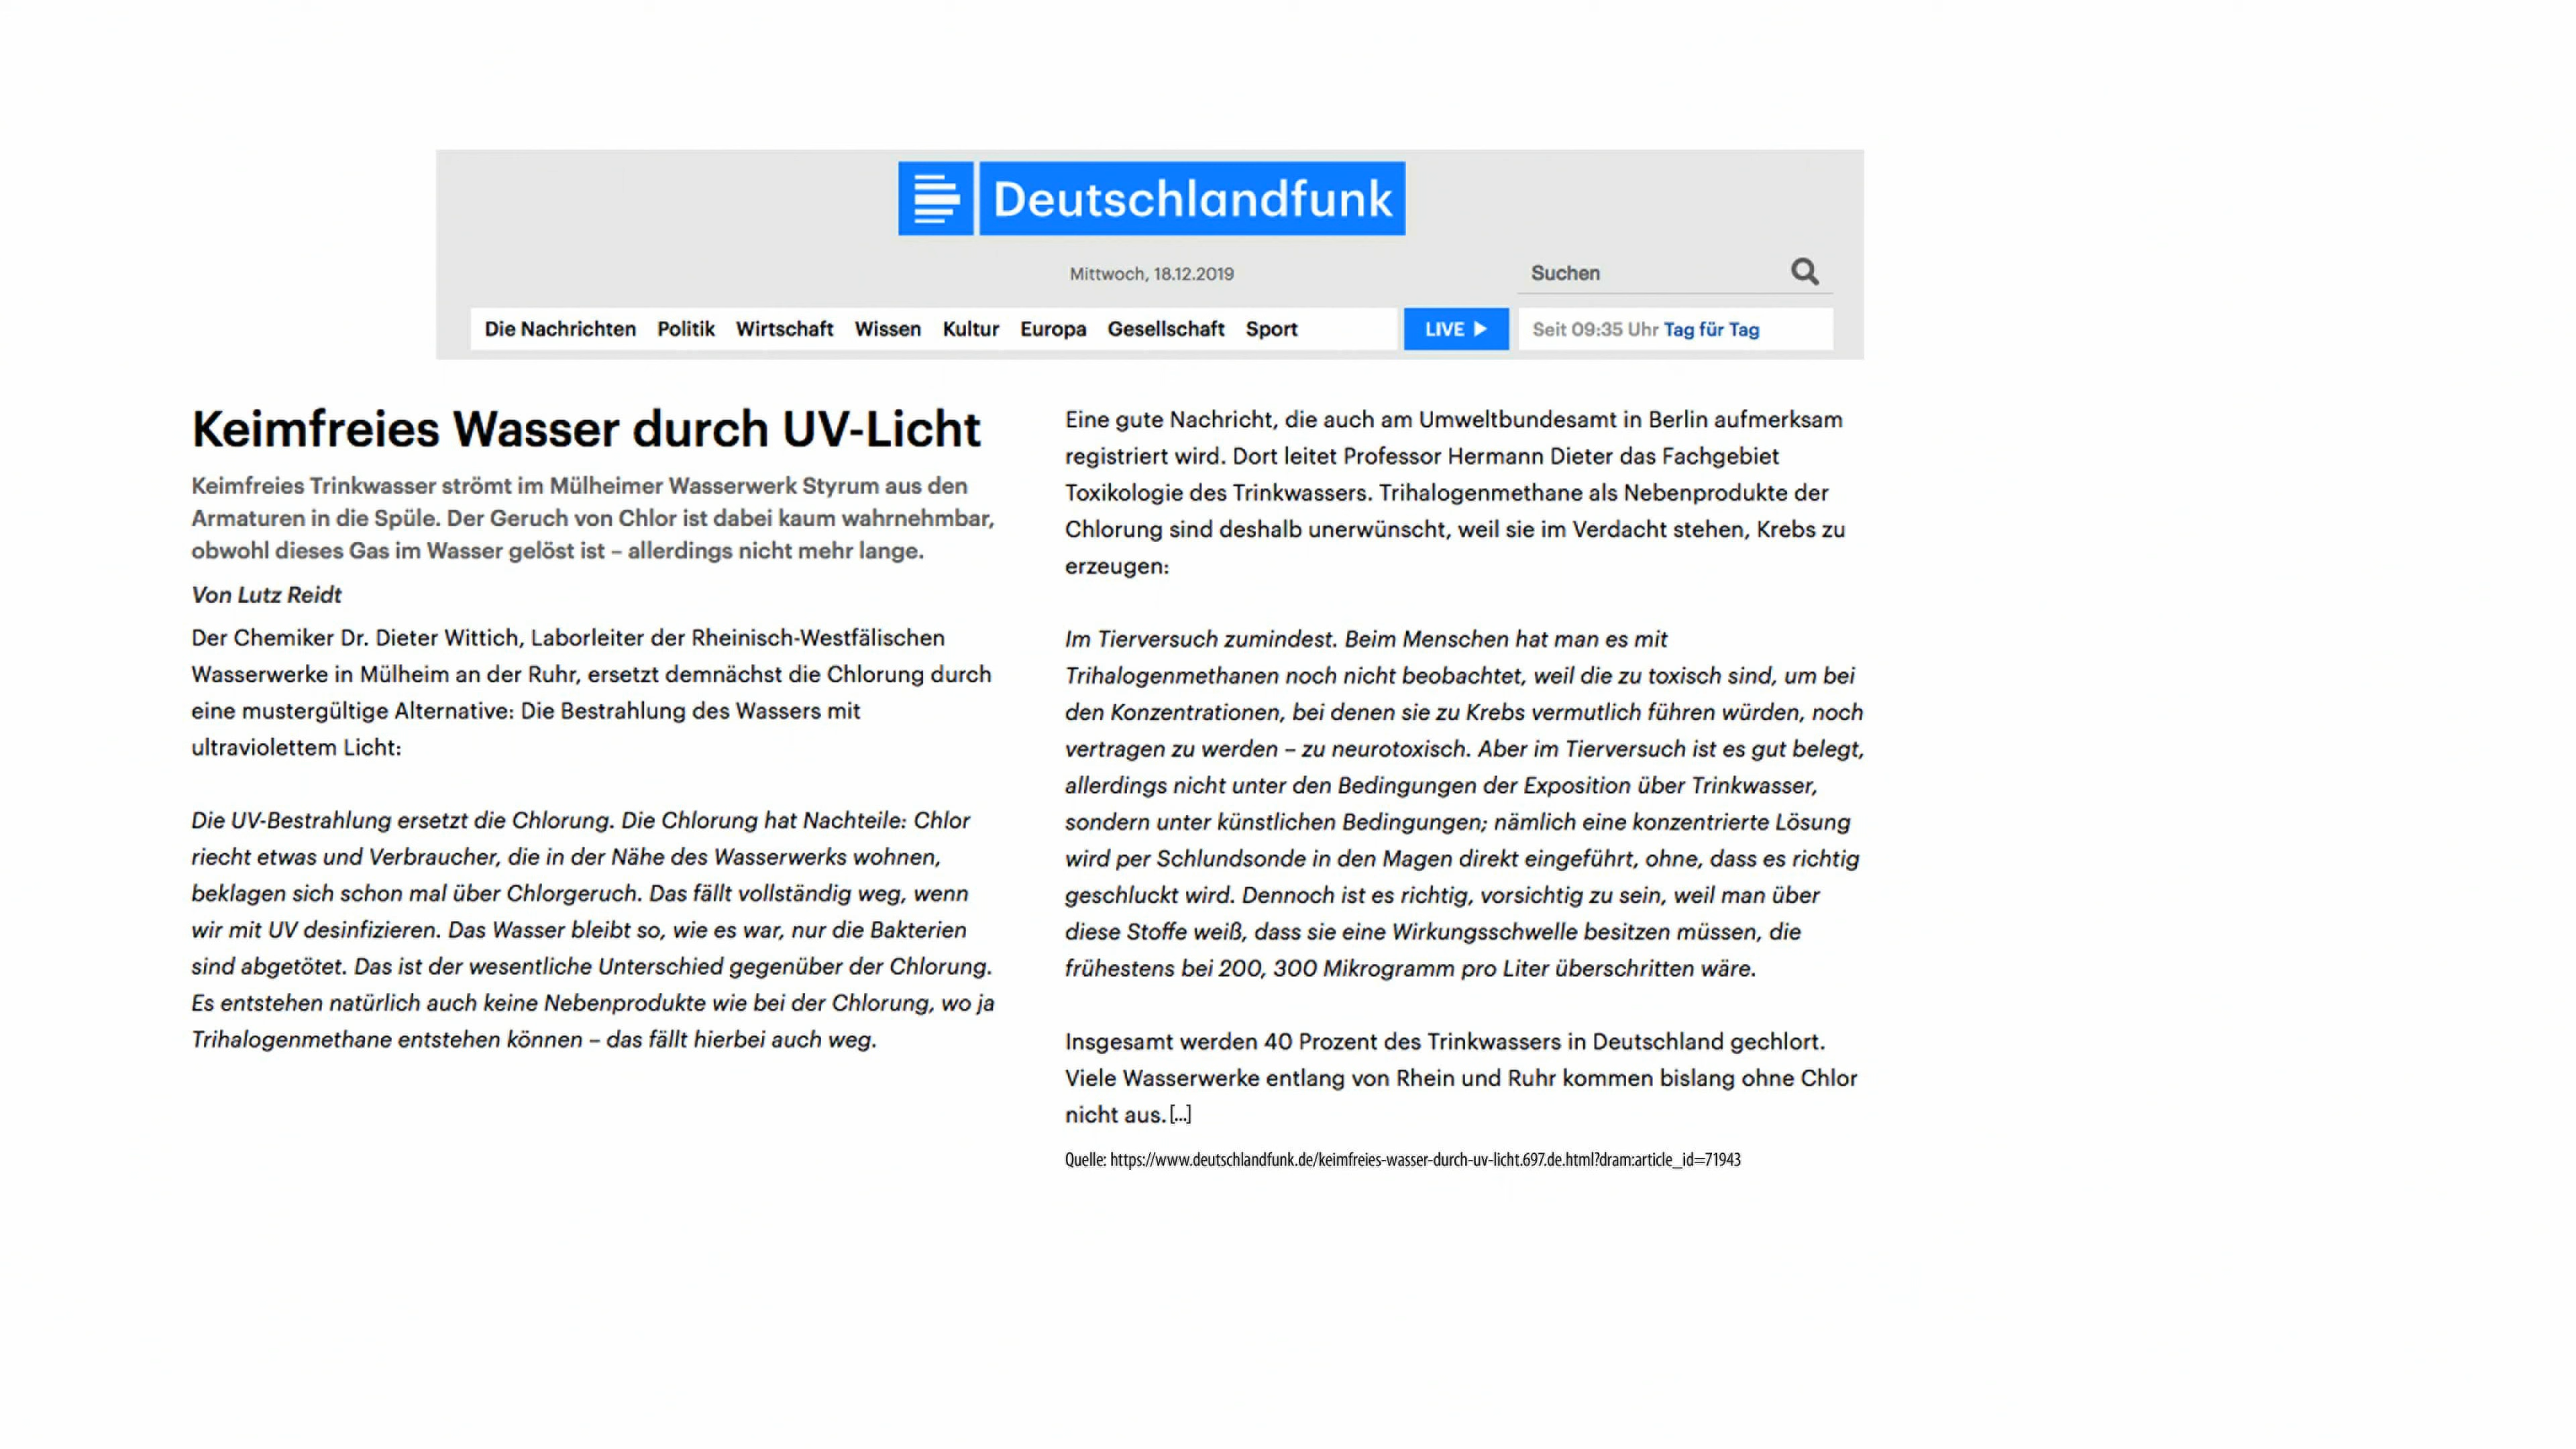 Deutschlandfunk
Mittwoch, 18.12.2019
Suchen
Die Nachrichten Politik Wirtschaft Wissen Kultur Europa Gesellschaft Sport
LIVE
Seit 09:35 Uhr Tag für Tag
Keimfreies Wasser durch UV-Licht
Keimfreies Trinkwasser strömt im Mülheimer Wasserwerk Styrum aus den
Armaturen in die Spüle. Der Geruch von Chlor ist dabei kaum wahrnehmbar,
obwohl dieses Gas im Wasser gelöst ist – allerdings nicht mehr lange.
Von Lutz Reidt
Der Chemiker Dr. Dieter Wittich, Laborleiter der Rheinisch-Westfälischen
Wasserwerke in Mülheim an der Ruhr, ersetzt demnächst die Chlorung durch
eine mustergültige Alternative: Die Bestrahlung des Wassers mit
ultraviolettem Licht:
Die UV-Bestrahlung ersetzt die Chlorung. Die Chlorung hat Nachteile: Chlor
riecht etwas und Verbraucher, die in der Nähe des Wasserwerks wohnen,
beklagen sich schon mal über Chlorgeruch. Das fällt vollständig weg, wenn
wir mit UV desinfizieren. Das Wasser bleibt so, wie es war, nur die Bakterien
sind abgetötet. Das ist der wesentliche Unterschied gegenüber der Chlorung.
Es entstehen natürlich auch keine Nebenprodukte wie bei der Chlorung, wo ja
Trihalogenmethane entstehen können – das fällt hierbei auch weg.
Eine gute Nachricht, die auch am Umweltbundesamt in Berlin aufmerksam
registriert wird. Dort leitet Professor Hermann Dieter das Fachgebiet
Toxikologie des Trinkwassers. Trihalogenmethane als Nebenprodukte der
Chlorung sind deshalb unerwünscht, weil sie im Verdacht stehen, Krebs zu
erzeugen:
Im Tierversuch zumindest. Beim Menschen hat man es mit
Trihalogenmethanen noch nicht beobachtet, weil die zu toxisch sind, um bei
den Konzentrationen, bei denen sie zu Krebs vermutlich führen würden, noch
vertragen zu werden – zu neurotoxisch. Aber im Tierversuch ist es gut belegt,
allerdings nicht unter den Bedingungen der Exposition über Trinkwasser,
sondern unter künstlichen Bedingungen; nämlich eine konzentrierte Lösung
wird per Schlundsonde in den Magen direkt eingeführt, ohne, dass es richtig
geschluckt wird. Dennoch ist es richtig, vorsichtig zu sein, weil man über
diese Stoffe weiß, dass sie eine Wirkungsschwelle besitzen müssen, die
frühestens bei 200, 300 Mikrogramm pro Liter überschritten wäre.
Insgesamt werden 40 Prozent des Trinkwassers in Deutschland gechlort.
Viele Wasserwerke entlang von Rhein und Ruhr kommen bislang ohne Chlor
nicht aus. [...]
Quelle: https://www.deutschlandfunk.de/keimfreies-wasser-durch-uv-licht.697.de.html?dram:article_id=71943